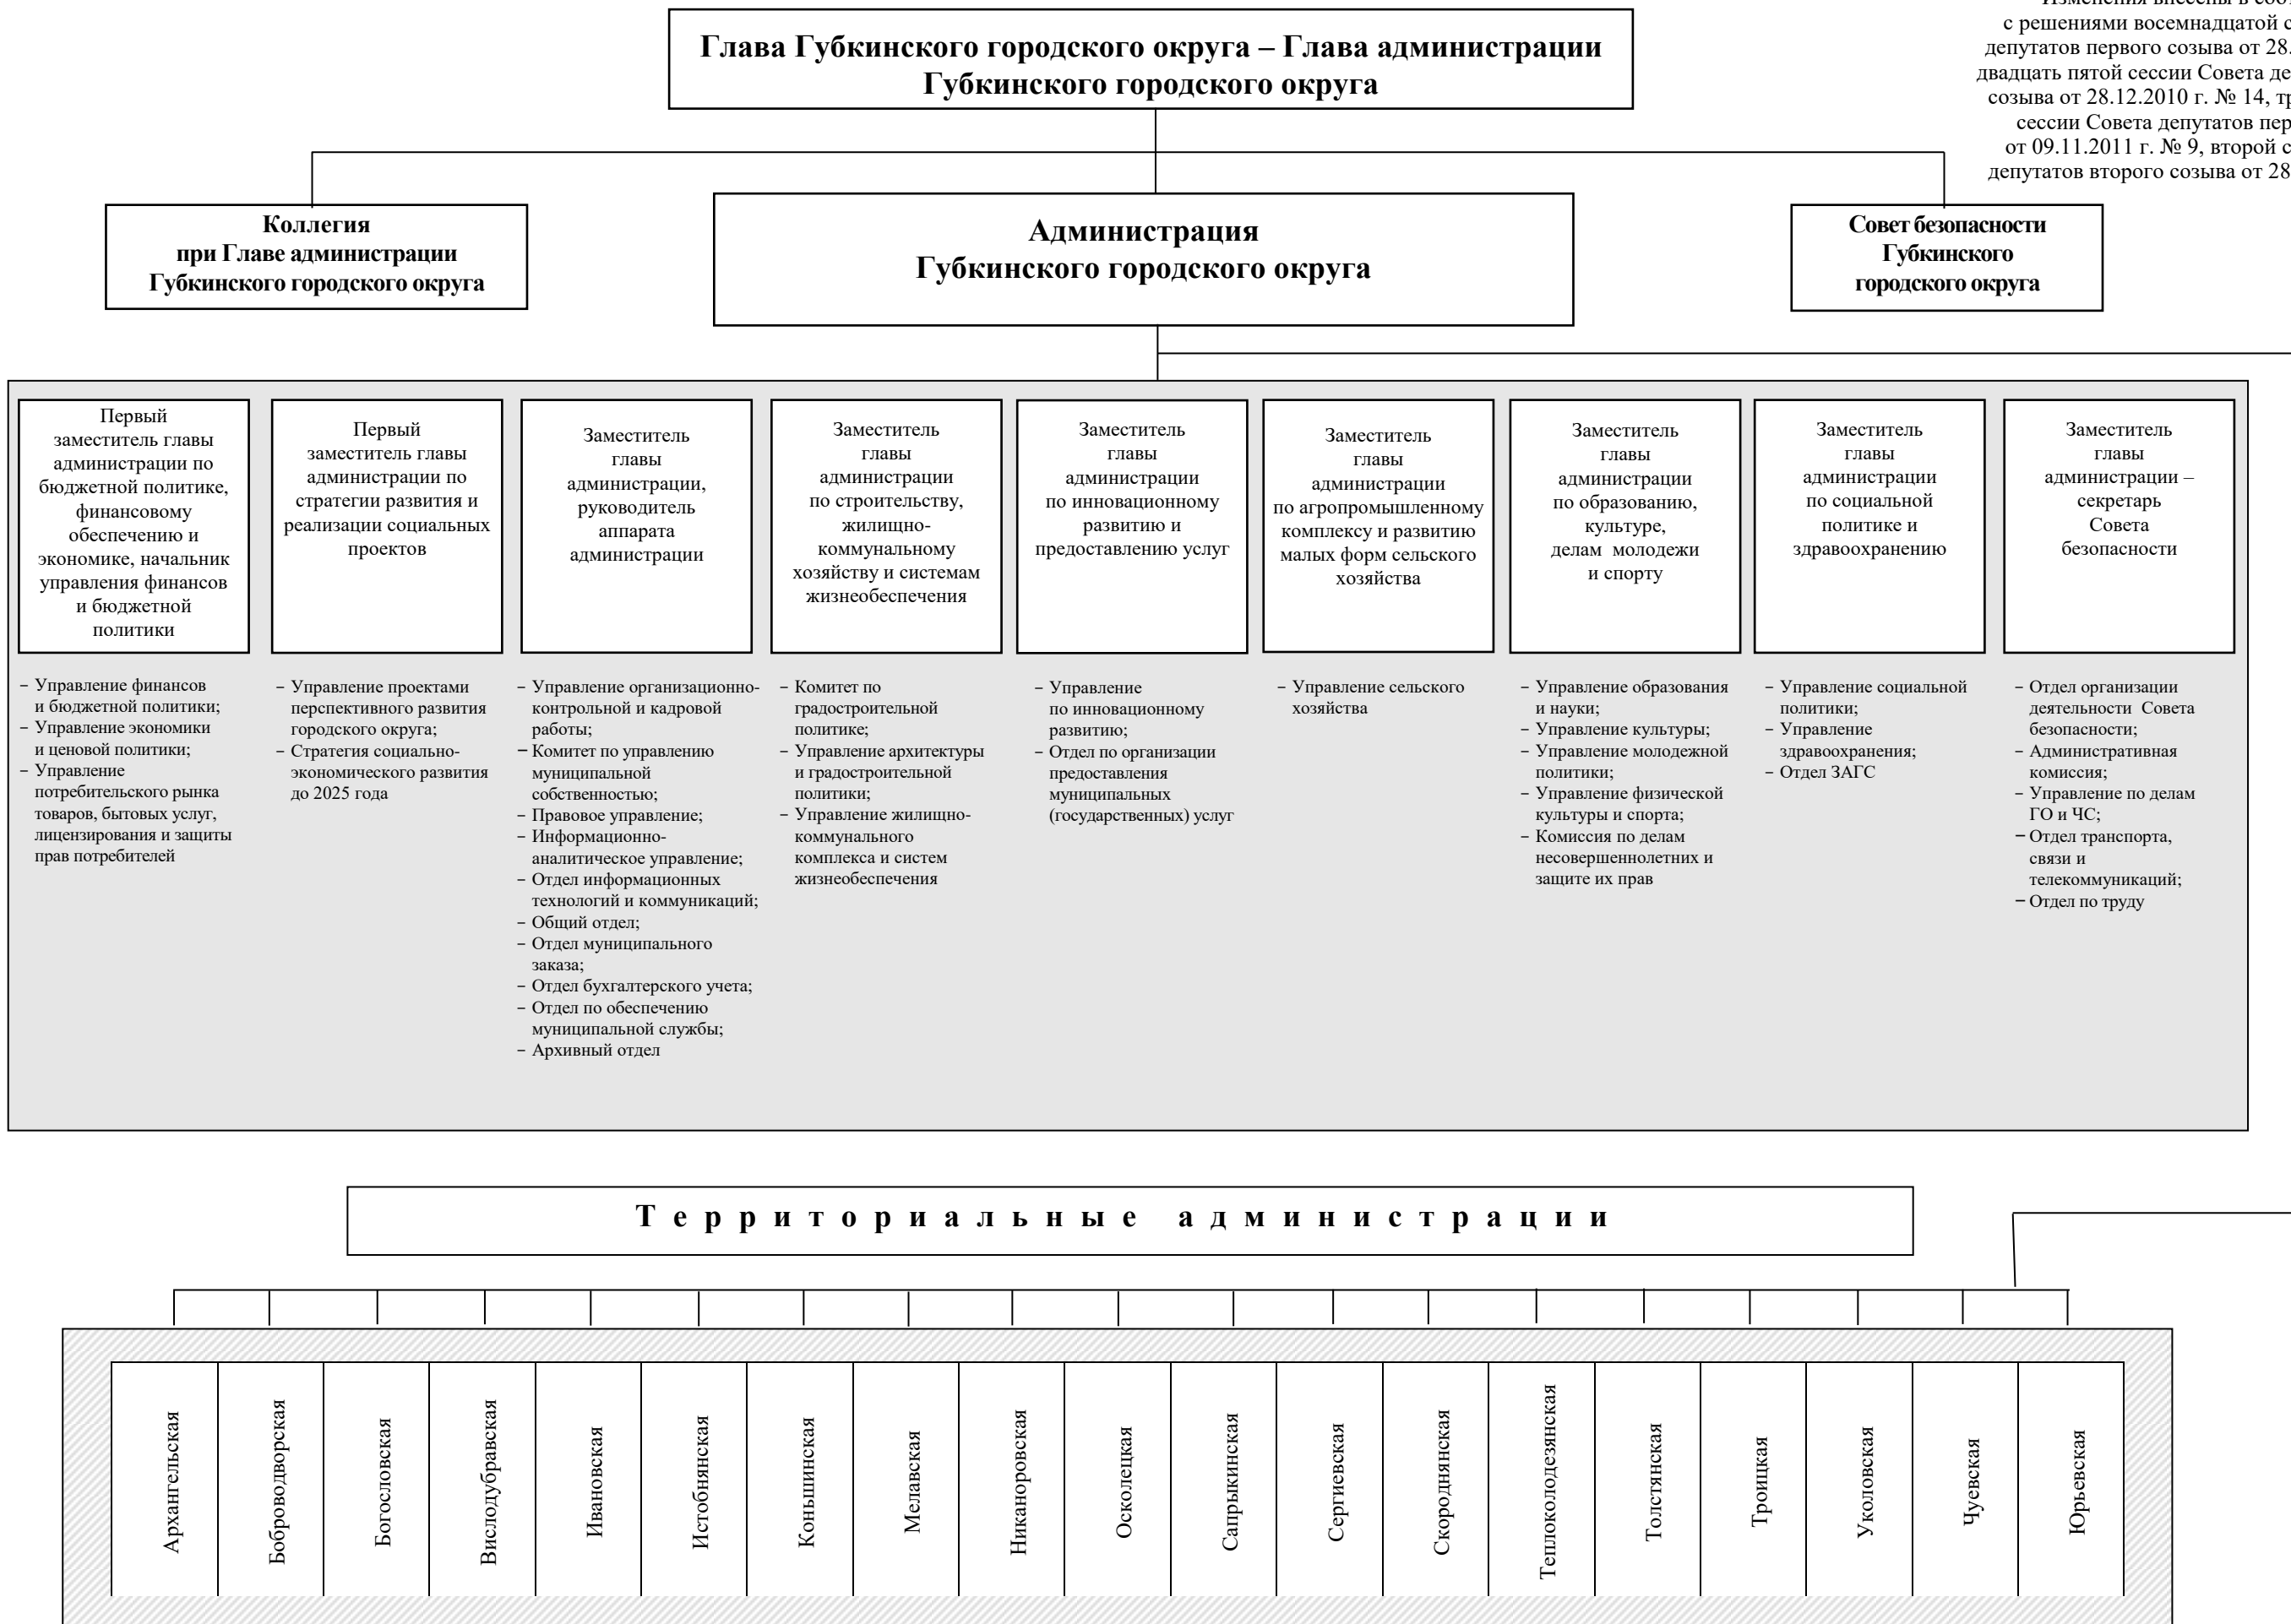 Изменения внесены в соот
с решениями восемнадцатой с
депутатов первого созыва от 28.
двадцать пятой сессии Совета де
созыва от 28.12.2010 г. № 14, тр
сессии Совета депутатов пер
от 09.11.2011 г. № 9, второй с
депутатов второго созыва от 28
Глава Губкинского городского округа – Глава администрации
Губкинского городского округа
Коллегия
при Главе администрации
Губкинского городского округа
Администрация
Губкинского городского округа
Совет безопасности
Губкинского
городского округа
Первый
заместитель главы
администрации по
бюджетной политике,
финансовому
обеспечению и
экономике, начальник
управления финансов
и бюджетной
политики
Первый
заместитель главы
администрации по
стратегии развития и
реализации социальных
проектов
Заместитель
главы
администрации,
руководитель
аппарата
администрации
Заместитель
главы
администрации
по строительству,
жилищно-
коммунальному
хозяйству и системам
жизнеобеспечения
Заместитель
главы
администрации
по инновационному
развитию и
предоставлению услуг
Заместитель
главы
администрации
по агропромышленному
комплексу и развитию
малых форм сельского
хозяйства
Заместитель
главы
администрации
по образованию,
культуре,
делам молодежи
и спорту
Заместитель
главы
администрации
по социальной
политике и
здравоохранению
Заместитель
главы
администрации –
секретарь
Совета
безопасности
– Управление финансов
и бюджетной политики;
– Управление экономики
и ценовой политики;
– Управление
потребительского рынка
товаров, бытовых услуг,
лицензирования и защиты
прав потребителей
– Управление проектами
перспективного развития
городского округа;
– Стратегия социально-
экономического развития
до 2025 года
– Управление организационно-
контрольной и кадровой
работы;
– Комитет по управлению
муниципальной
собственностью;
– Правовое управление;
– Информационно-
аналитическое управление;
– Отдел информационных
технологий и коммуникаций;
– Общий отдел;
– Отдел муниципального
заказа;
– Отдел бухгалтерского учета;
– Отдел по обеспечению
муниципальной службы;
– Архивный отдел
– Комитет по
градостроительной
политике;
– Управление архитектуры
и градостроительной
политики;
– Управление жилищно-
коммунального
комплекса и систем
жизнеобеспечения
– Управление
по инновационному
развитию;
– Отдел по организации
предоставления
муниципальных
(государственных) услуг
– Управление сельского
хозяйства
– Управление образования
и науки;
– Управление культуры;
– Управление молодежной
политики;
– Управление физической
культуры и спорта;
– Комиссия по делам
несовершеннолетних и
защите их прав
– Управление социальной
политики;
– Управление
здравоохранения;
– Отдел ЗАГС
– Отдел организации
деятельности Совета
безопасности;
– Административная
комиссия;
– Управление по делам
ГО и ЧС;
– Отдел транспорта,
связи и
телекоммуникаций;
– Отдел по труду
Территориальные администрации
Архангельская
Боброводворская
Богословская
Вислодубравская
Ивановская
Истобнянская
Коньшинская
Мелавская
Никаноровская
Осколецкая
Сапрыкинская
Сергиевская
Скороднянская
Теплоколодезянская
Толстянская
Троицкая
Уколовская
Чуевская
Юрьевская